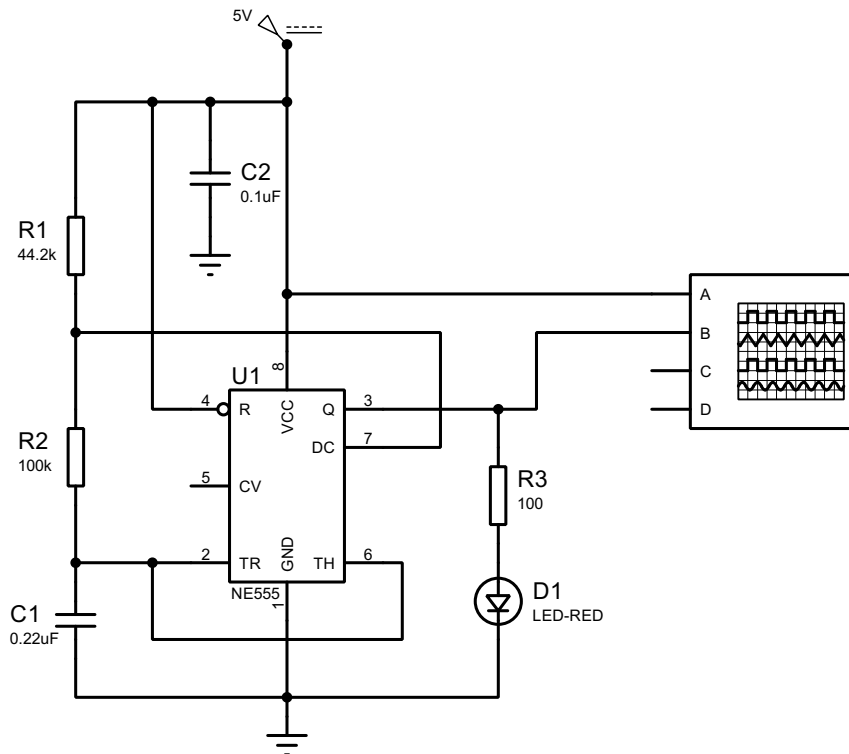 5V
C2
0.1uF
R1
44.2k
A
B
C
D
U1
8
4
R
VCC
Q
3
DC
7
R2
100k
5
CV
R3
100
2
TR
GND
TH
6
NE555
1
C1
0.22uF
D1
LED-RED